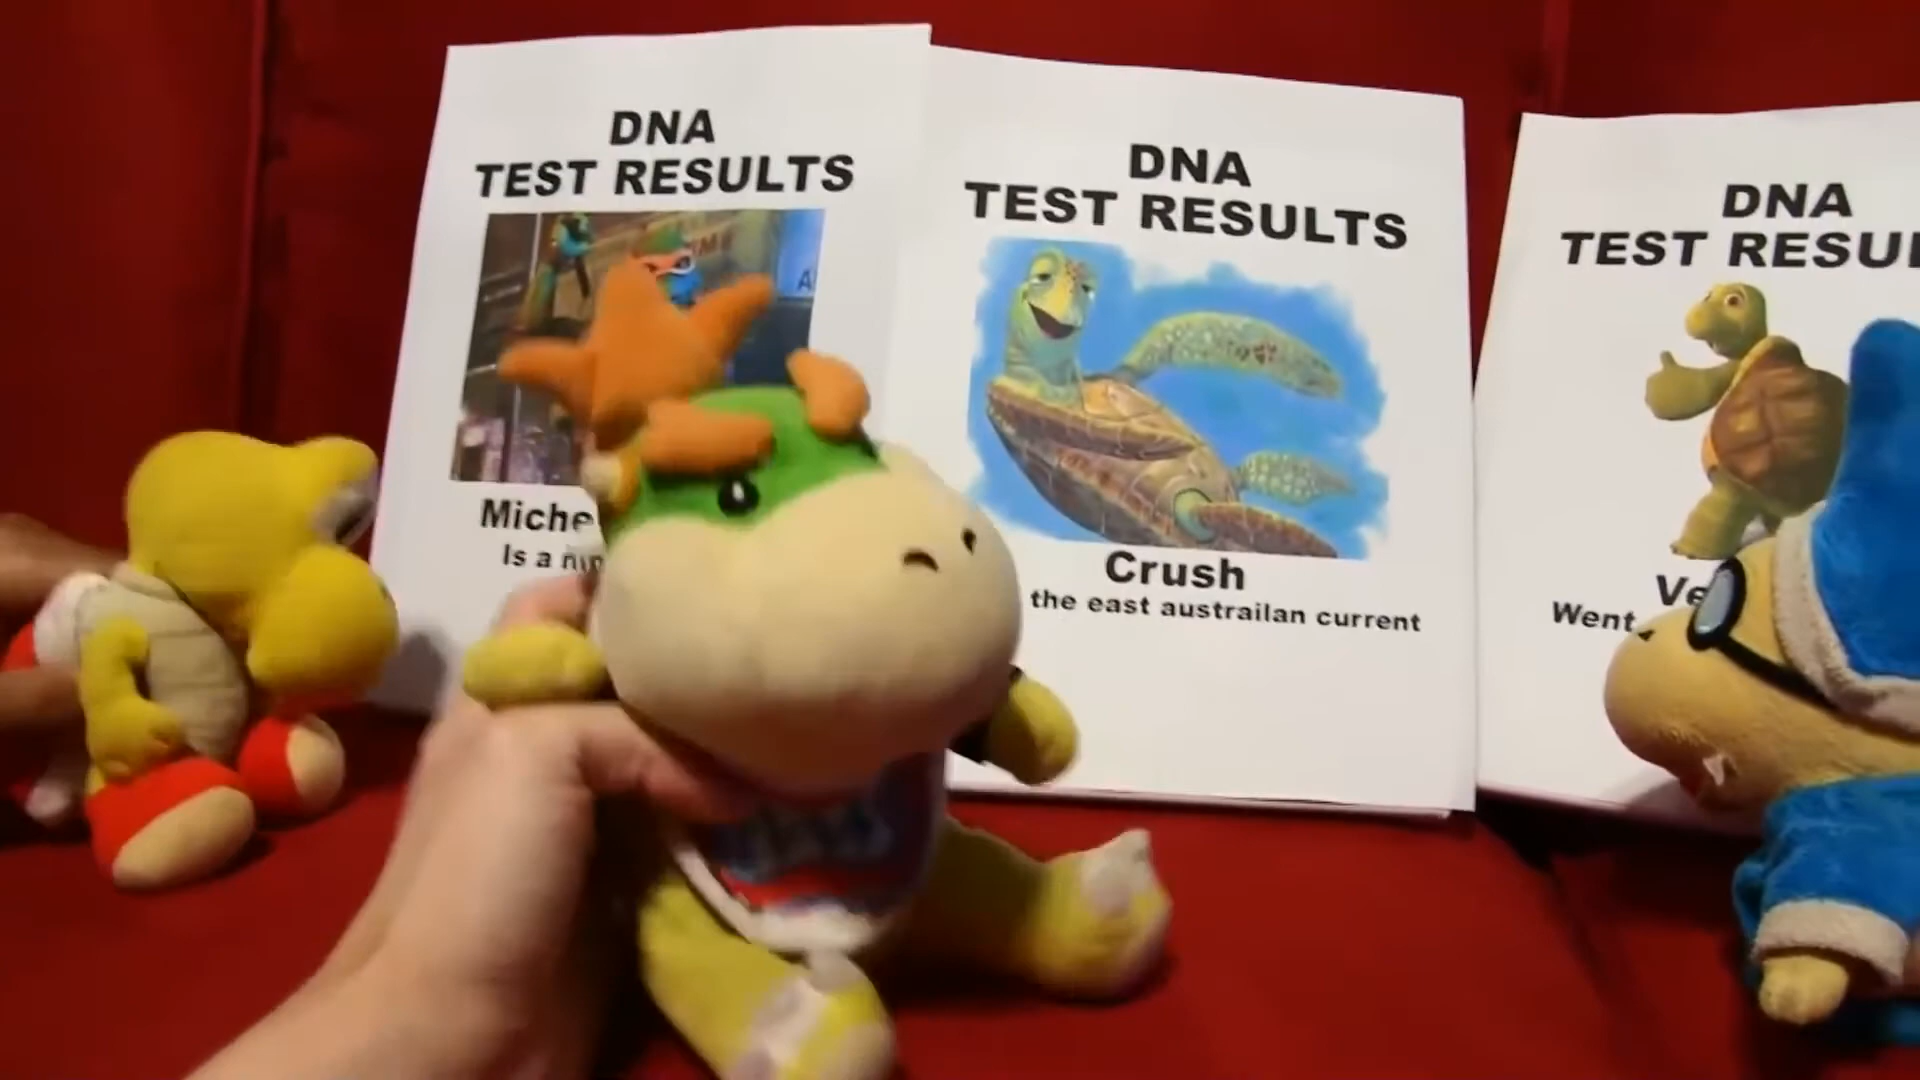 DNA
TEST RESULTS
Miche
Is a
DNA
TEST RESULTS
Crush
the east austrailan current
DNA
TEST RESU
Ve
Went